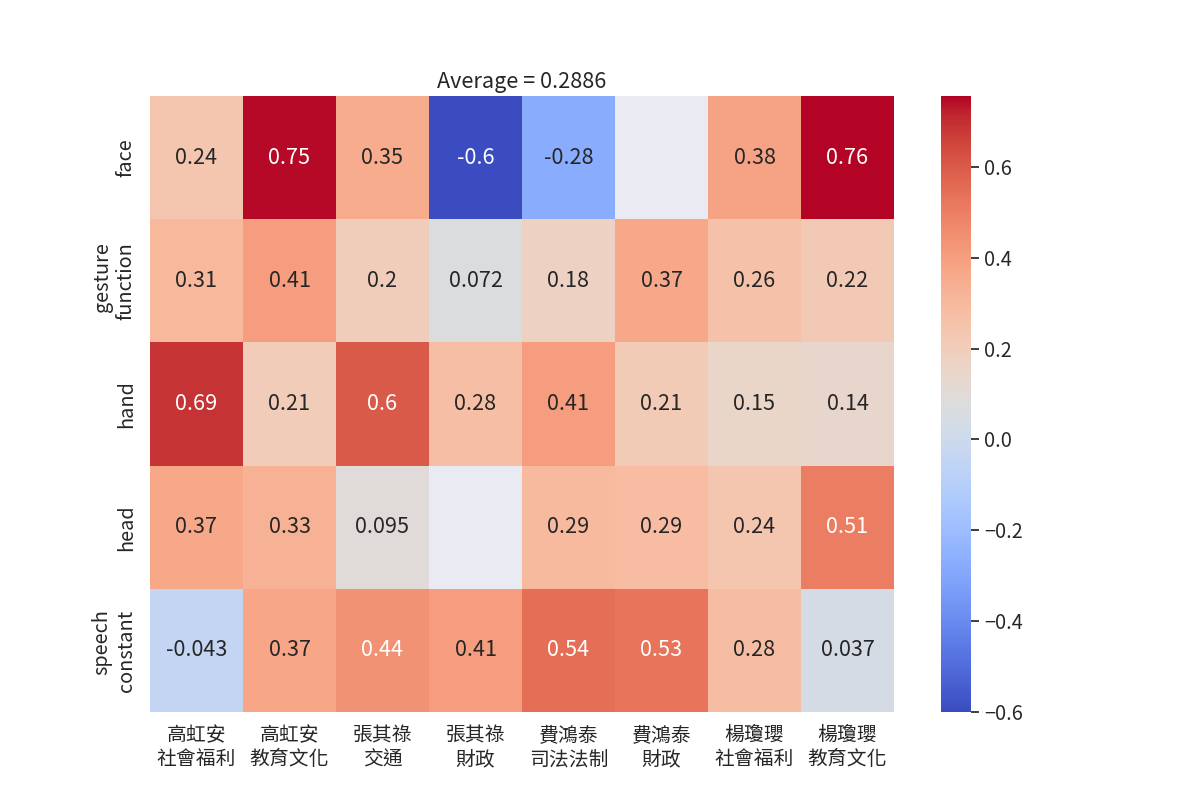 Average = 0.2886
face
0.24 0.75 0.35 -0.6 -0.28 0.38 0.76
gesture
function
0.31 0.41 0.2 0.072 0.18 0.37 0.26 0.22
hand
0.69 0.21 0.6 0.28 0.41 0.21 0.15 0.14
head
0.37 0.33 0.095 0.29 0.29 0.24 0.51
speech
constant
-0.043 0.37 0.44 0.41 0.54 0.53 0.28 0.037
高虹安 高虹安 張其祿 張其祿 費鴻泰 費鴻泰 楊瓊瓔 楊瓊瓔
社會福利 教育文化 交通 財政 司法法制 財政 社會福利 教育文化
0.6
0.4
0.2
0.0
−0.2
−0.4
−0.6